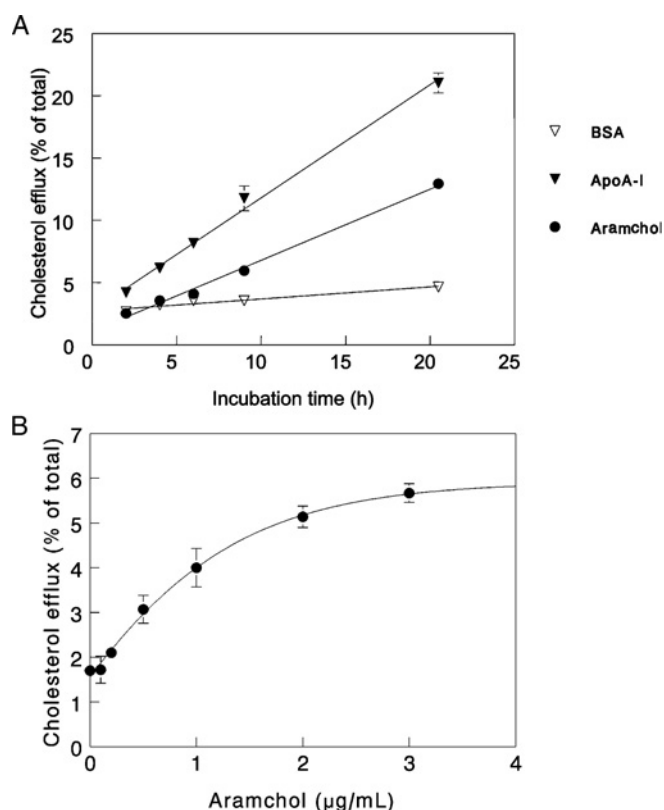 A
25
20
15
10
5
0
Cholesterol efflux (% of total)
0 5 10 15 20 25
Incubation time (h)
BSA
ApoA-I
Aramchol
B
7
6
5
4
3
2
1
0
Cholesterol efflux (% of total)
0 1 2 3 4
Aramchol (µg/mL)